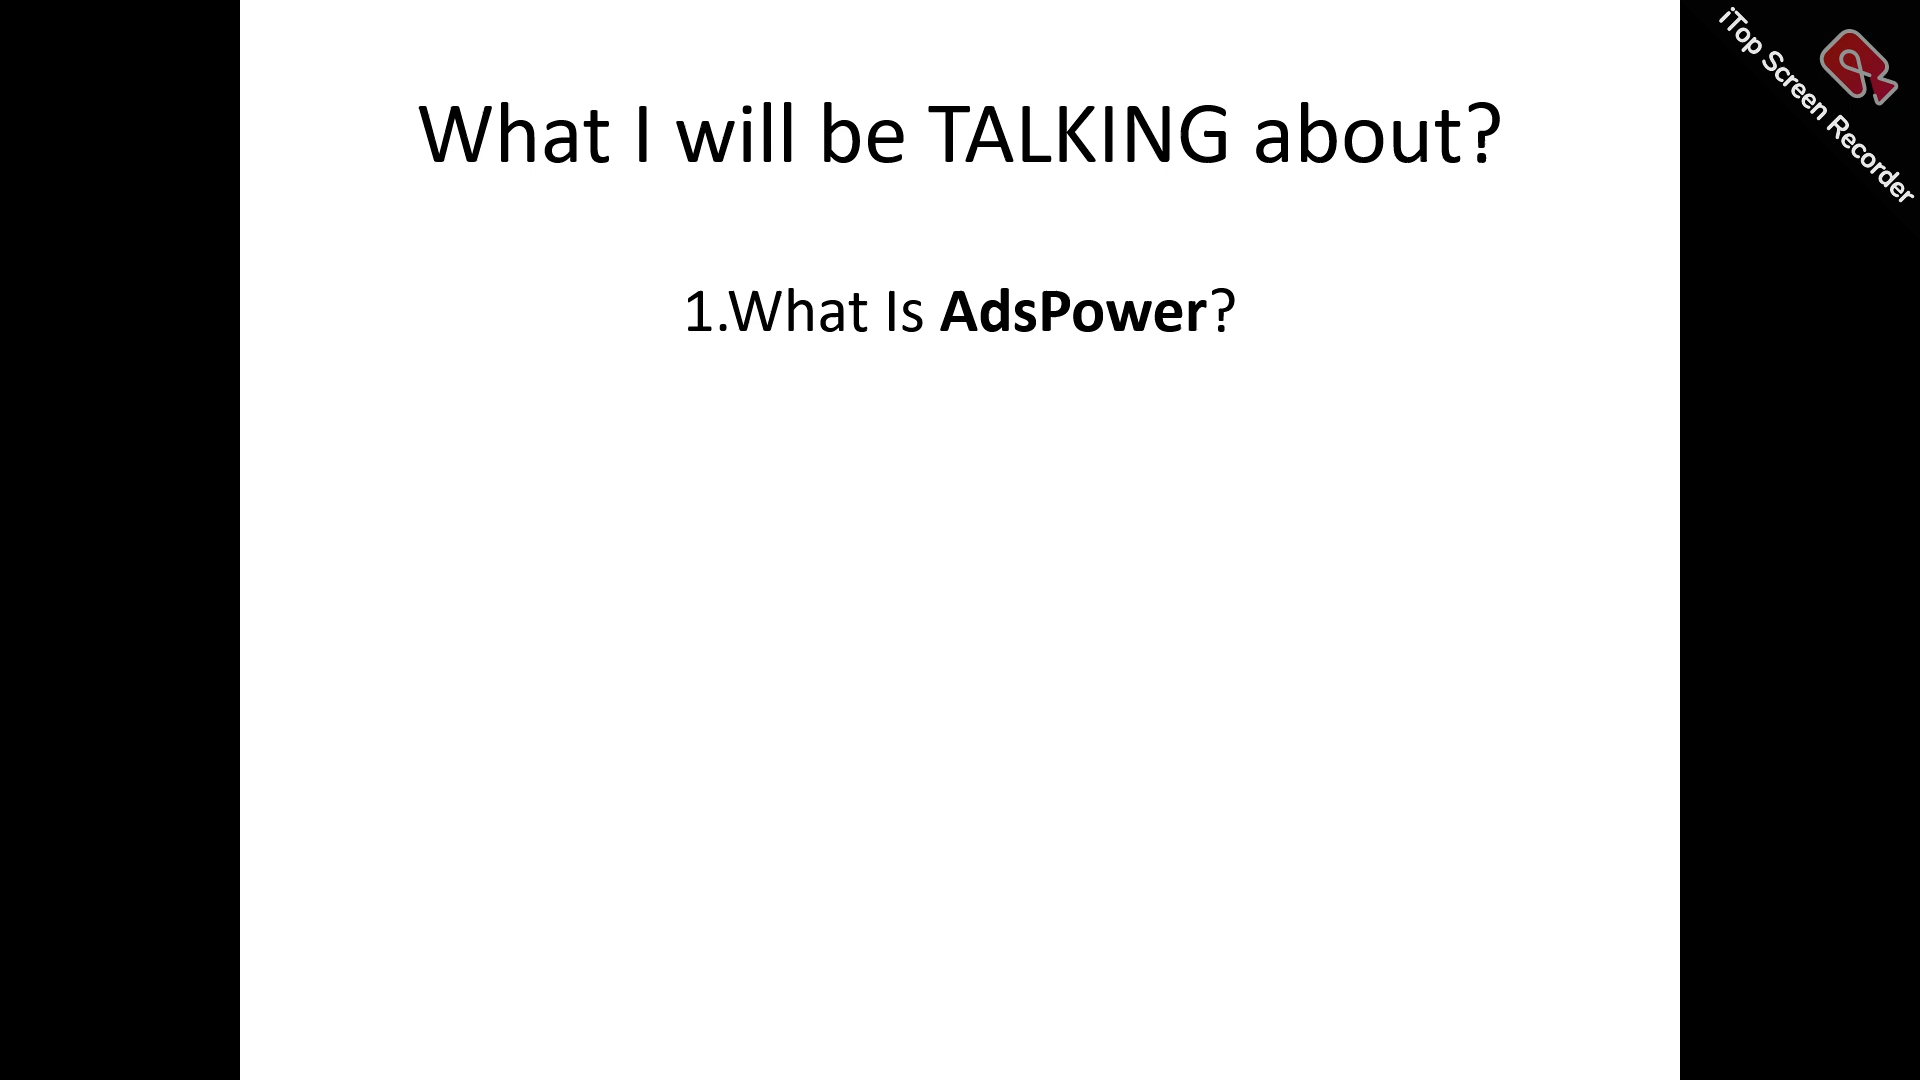 What I will be TALKING about?
1.What Is AdsPower?
iTop Screen Recorder